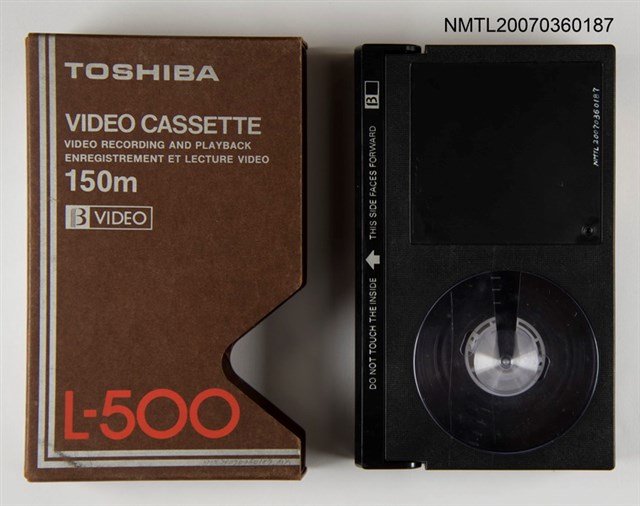 NMTL20070360187
TOSHIBA
VIDEO CASSETTE
VIDEO RECORDING AND PLAYBACK
ENREGISTREMENT ET LECTURE VIDEO
150m
B VIDEO
L-500
B
DO NOT TOUCH THE INSIDE THIS SIDE FACES FORWARD
NMTL20070360187